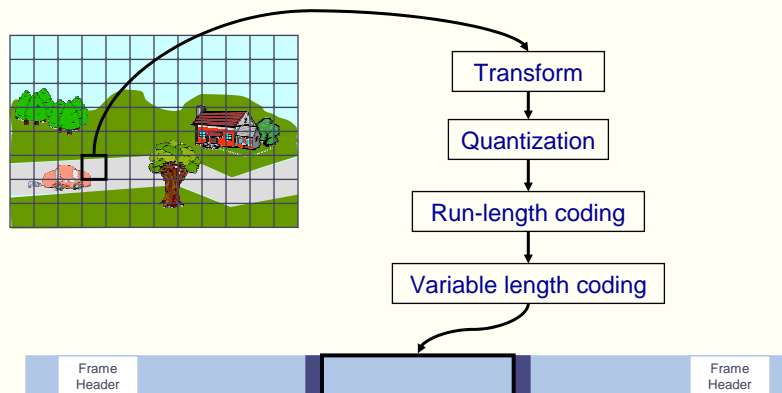 Transform
Quantization
Run-length coding
Variable length coding
Frame
Header
Frame
Header